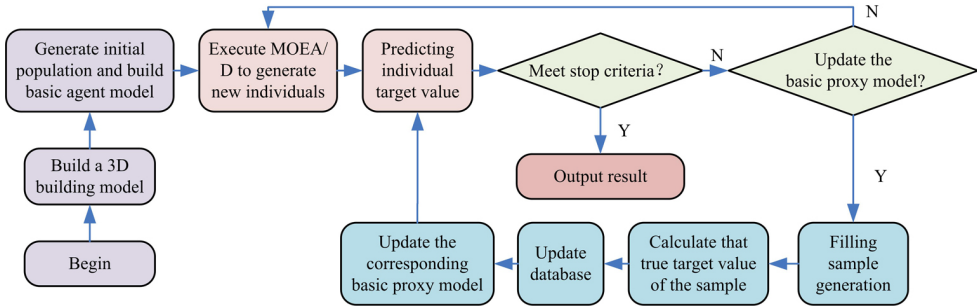 N
Generate initial
population and build
basic agent model
Execute MOEA/
D to generate
new individuals
Predicting
individual
target value
Meet stop criteria?
N
Update the
basic proxy model?
Y
Y
Build a 3D
building model
Output result
Begin
Update the
corresponding
basic proxy model
Update
database
Calculate that
true target value
of the sample
Filling
sample
generation